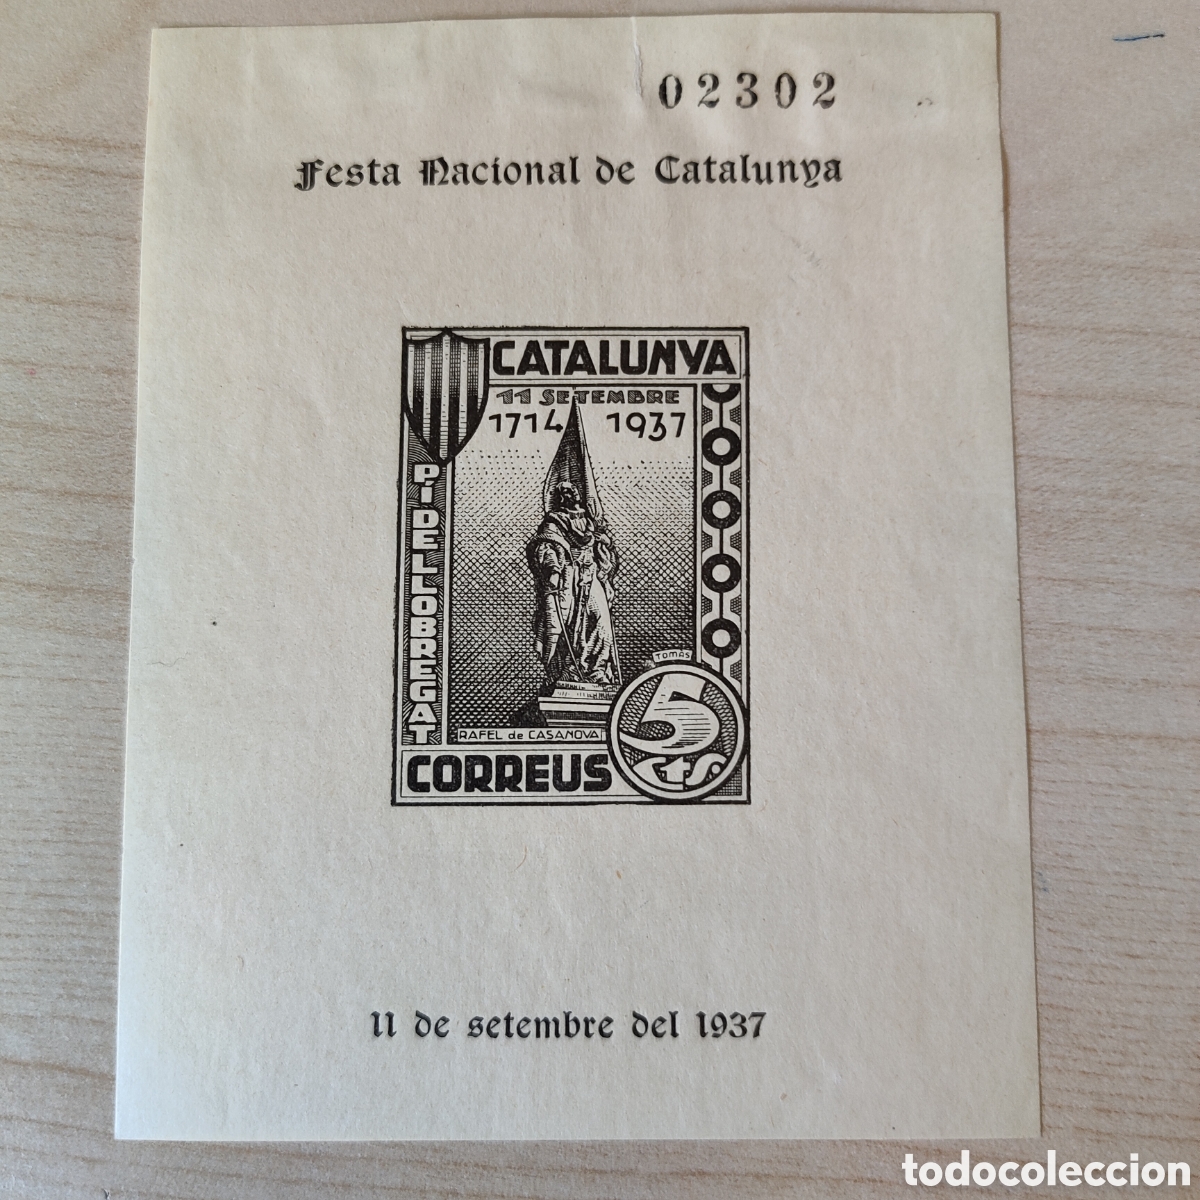 02302
Festa Nacional de Catalunya
CATALUNYA
11 SETEMBRE
1714 1937
PI DE LLOBREGAT
TOMÁS
RAFEL de CASANOVA
5
cts
CORREUS
11 de setembre del 1937
todocoleccion